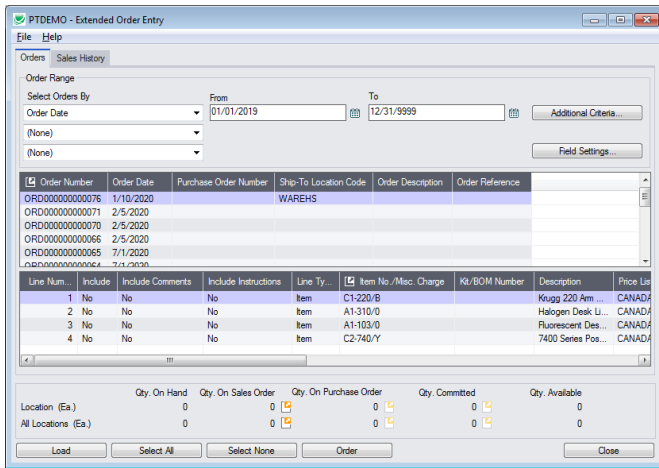 PTDEMO - Extended Order Entry
File Help
Orders Sales History
Order Range
Select Orders By From To
Order Date 01/01/2019 12/31/9999 Additional Criteria...
(None)
(None) Field Settings...
Order Number Order Date Purchase Order Number Ship-To Location Code Order Description Order Reference
ORD000000000076 1/10/2020 WAREHS
ORD000000000071 2/5/2020
ORD000000000070 2/5/2020
ORD000000000066 2/5/2020
ORD000000000065 7/1/2020
ORD000000000064 7/1/2020
Line Num... Include Include Comments Include Instructions Line Ty... Item No./Misc. Charge Kit/BOM Number Description Price Lis
1 No No No Item C1-220/B Krugg 220 Arm ... CANADA
2 No No No Item A1-310/0 Halogen Desk Li... CANADA
3 No No No Item A1-103/0 Fluorescent Des... CANADA
4 No No No Item C2-740/Y 7400 Series Pos... CANADA
Qty. On Hand Qty. On Sales Order Qty. On Purchase Order Qty. Committed Qty. Available
Location (Ea.) 0 0 0 0 0
All Locations (Ea.) 0 0 0 0 0
Load Select All Select None Order Close